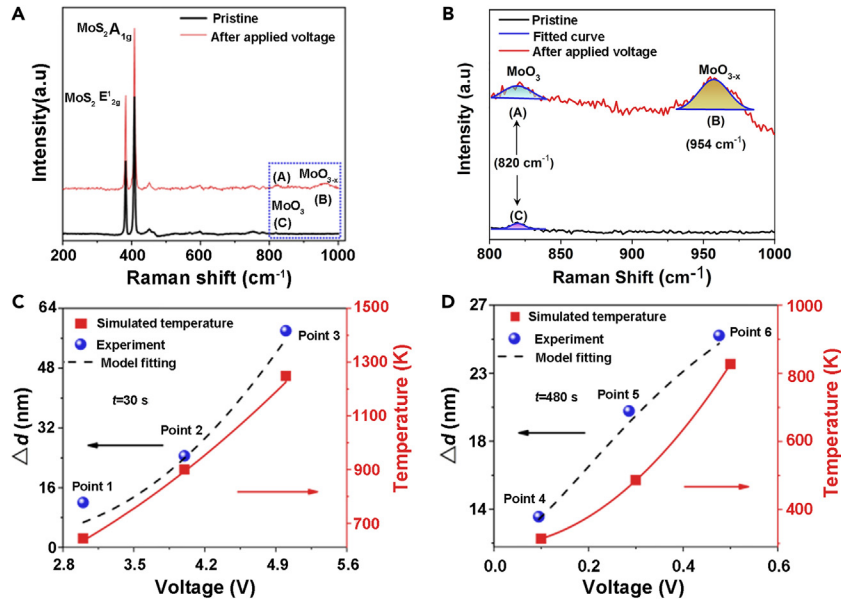 A
MoS₂ A₁g
MoS₂ E¹₂g
Pristine
After applied voltage
(A)
MoO₃₋ₓ
(B)
MoO₃
(C)
Intensity(a.u)
200
400
600
800
1000
Raman shift (cm⁻¹)
B
Pristine
Fitted curve
After applied voltage
MoO₃
MoO₃₋ₓ
(A)
(B)
(820 cm⁻¹)
(954 cm⁻¹)
(C)
Intensity (a.u)
800
850
900
950
1000
Raman Shift (cm⁻¹)
C
Simulated temperature
Experiment
Model fitting
t=30 s
Point 1
Point 2
Point 3
△d (nm)
64
48
32
16
0
2.8
3.5
4.2
4.9
5.6
Voltage (V)
1500
1300
1100
900
700
Temperature (K)
D
Simulated temperature
Experiment
Model fitting
t=480 s
Point 4
Point 5
Point 6
△d (nm)
27
23
18
14
0.0
0.2
0.4
0.6
Voltage (V)
1000
800
600
400
Temperature (K)